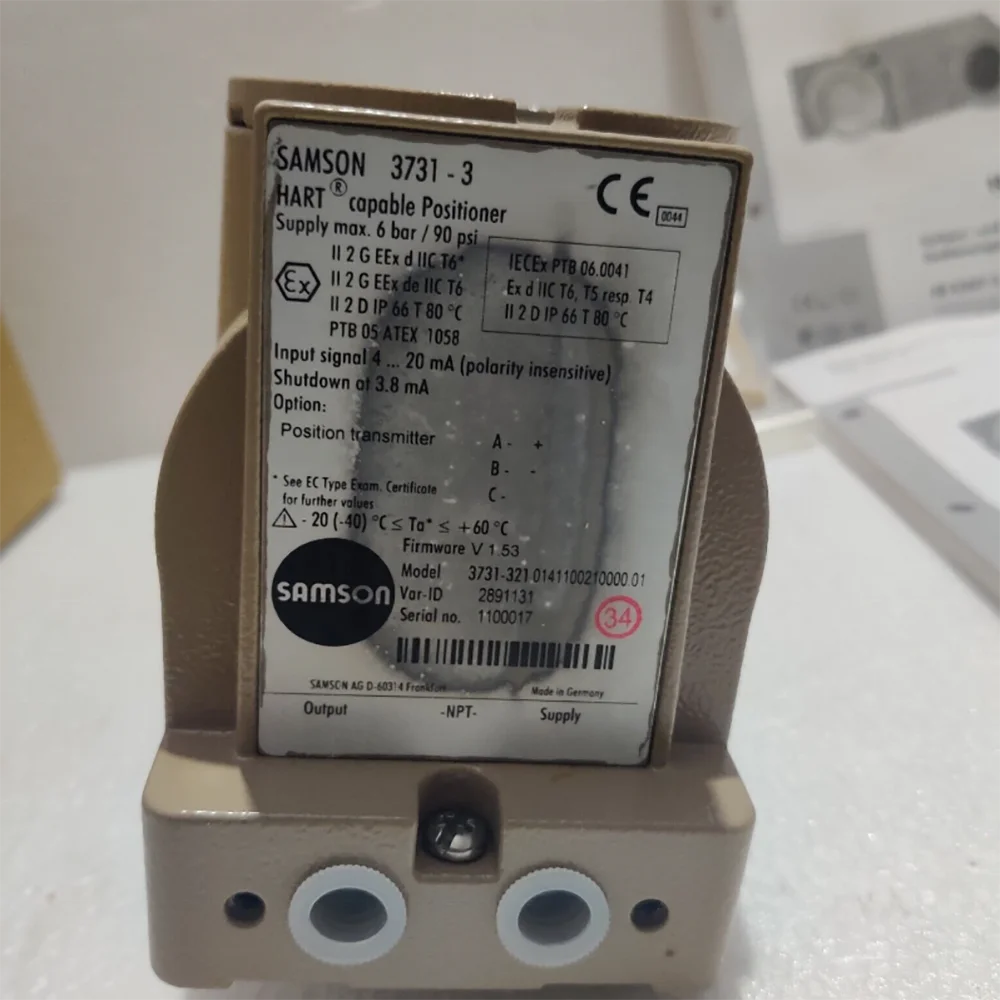 SAMSON 3731 - 3
HART® capable Positioner
CE 0044
Supply max. 6 bar / 90 psi
II 2 G EEx d IIC T6*
II 2 G EEx de IIC T6
II 2 D IP 66 T 80 °C
PTB 05 ATEX 1058
Ex
IECEx PTB 06.0041
Ex d IIC T6, T5 resp. T4
II 2 D IP 66 T 80 °C
Input signal 4 ... 20 mA (polarity insensitive)
Shutdown at 3.8 mA
Option:
Position transmitter A - +
B - -
C -
* See EC Type Exam. Certificate
for further values
- 20 (-40) °C ≤ Ta* ≤ +60 °C
Firmware V 1.53
Model 3731-321 0141100210000.01
Var-ID 2891131
Serial no. 1100017
34
SAMSON
SAMSON AG D-60314 Frankfurt Made in Germany
Output -NPT- Supply